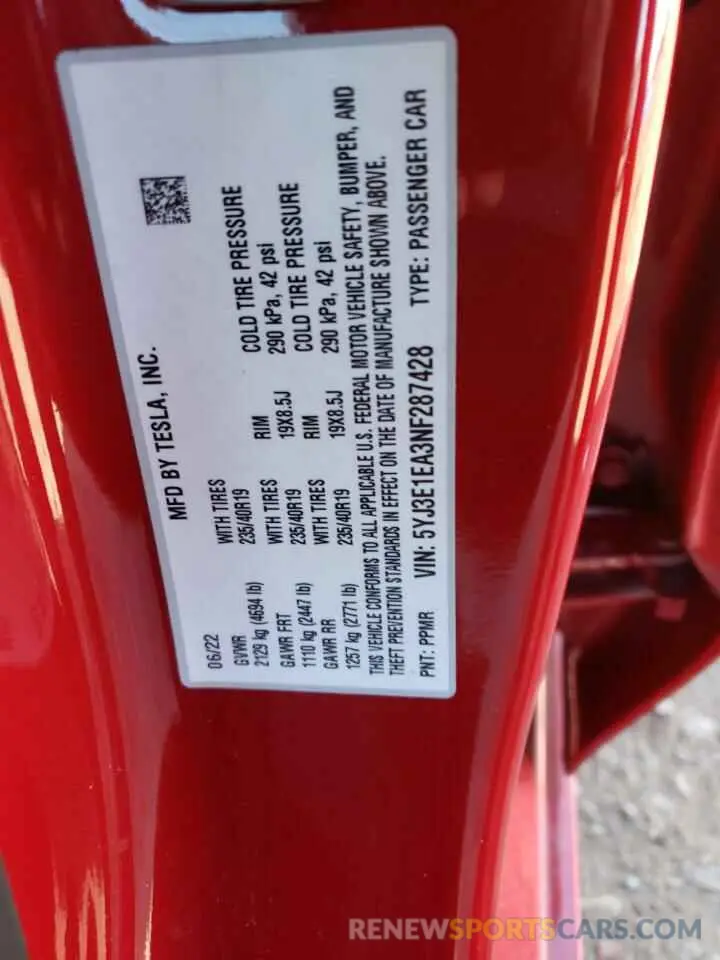 MFD BY TESLA, INC.
06/22
GVWR WITH TIRES RIM COLD TIRE PRESSURE
2129 kg (4694 lb) 235/40R19 19X8.5J 290 kPa, 42 psi
GAWR FRT WITH TIRES RIM COLD TIRE PRESSURE
1110 kg (2447 lb) 235/40R19 19X8.5J 290 kPa, 42 psi
GAWR RR WITH TIRES
1257 kg (2771 lb) 235/40R19
THIS VEHICLE CONFORMS TO ALL APPLICABLE U.S. FEDERAL MOTOR VEHICLE SAFETY, BUMPER, AND
THEFT PREVENTION STANDARDS IN EFFECT ON THE DATE OF MANUFACTURE SHOWN ABOVE.
PNT: PPMR VIN: 5YJ3E1EA3NF287428 TYPE: PASSENGER CAR
RENEWSPORTSCARS.COM